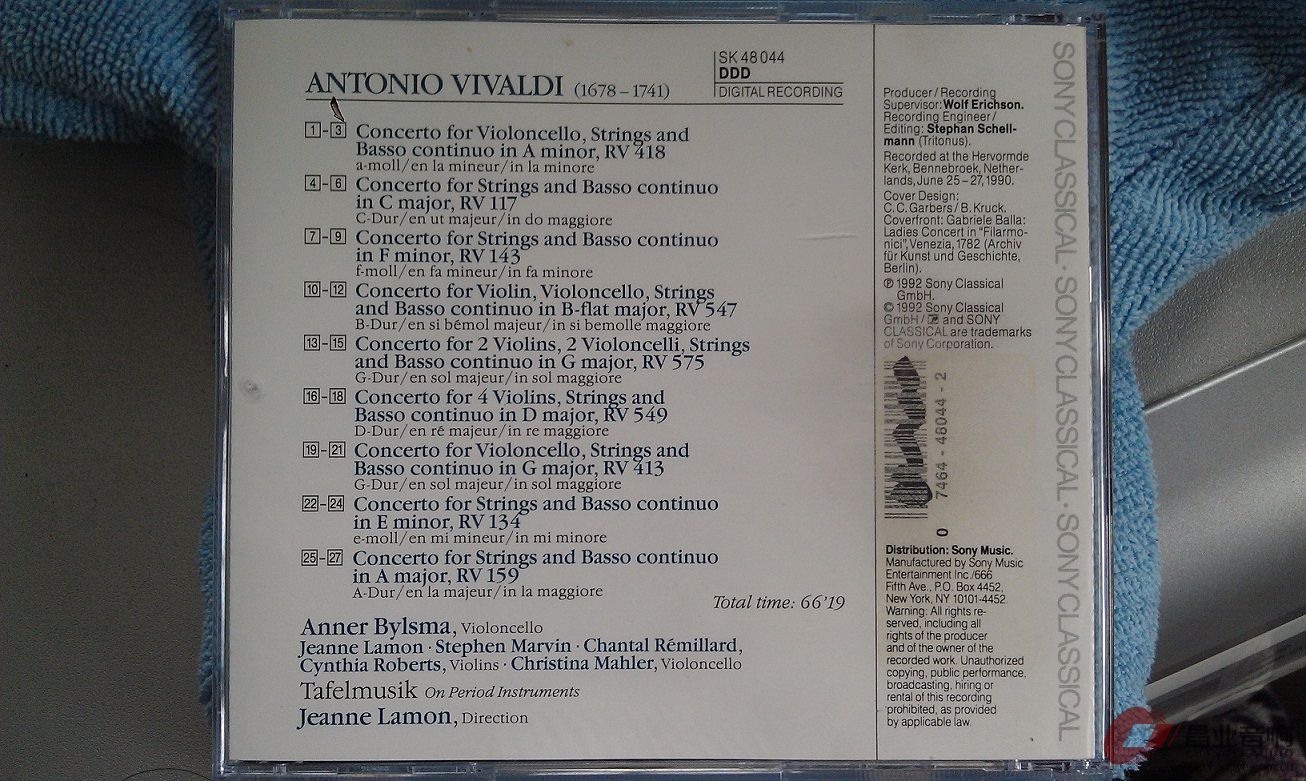 ANTONIO VIVALDI (1678 – 1741)
SK 48044
DDD
DIGITAL RECORDING
1 - 3 Concerto for Violoncello, Strings and
Basso continuo in A minor, RV 418
a-moll/en la mineur/in la minore
4 - 6 Concerto for Strings and Basso continuo
in C major, RV 117
C-Dur/en ut majeur/in do maggiore
7 - 9 Concerto for Strings and Basso continuo
in F minor, RV 143
f-moll/en fa mineur/in fa minore
10 - 12 Concerto for Violin, Violoncello, Strings
and Basso continuo in B-flat major, RV 547
B-Dur/en si bémol majeur/in si bemolle maggiore
13 - 15 Concerto for 2 Violins, 2 Violoncelli, Strings
and Basso continuo in G major, RV 575
G-Dur/en sol majeur/in sol maggiore
16 - 18 Concerto for 4 Violins, Strings and
Basso continuo in D major, RV 549
D-Dur/en ré majeur/in re maggiore
19 - 21 Concerto for Violoncello, Strings and
Basso continuo in G major, RV 413
G-Dur/en sol majeur/in sol maggiore
22 - 24 Concerto for Strings and Basso continuo
in E minor, RV 134
e-moll/en mi mineur/in mi minore
25 - 27 Concerto for Strings and Basso continuo
in A major, RV 159
A-Dur/en la majeur/in la maggiore
Total time: 66'19
Anner Bylsma, Violoncello
Jeanne Lamon · Stephen Marvin · Chantal Rémillard,
Cynthia Roberts, Violins · Christina Mahler, Violoncello
Tafelmusik On Period Instruments
Jeanne Lamon, Direction
Producer/Recording
Supervisor: Wolf Erichson.
Recording Engineer/
Editing: Stephan Schell-
mann (Tritonus).
Recorded at the Hervormde
Kerk, Bennebroek, Nether-
lands, June 25 – 27, 1990.
Cover Design:
C. C. Garbers/B. Kruck.
Coverfront: Gabriele Balla:
Ladies Concert in "Filarmo-
nici", Venezia, 1782 (Archiv
für Kunst und Geschichte,
Berlin).
℗ 1992 Sony Classical
GmbH.
© 1992 Sony Classical
GmbH / and SONY
CLASSICAL are trademarks
of Sony Corporation.
0 7464 - 48044 - 2
Distribution: Sony Music.
Manufactured by Sony Music
Entertainment Inc./666
Fifth Ave., P.O. Box 4452,
New York, NY 10101-4452
Warning: All rights re-
served, including all
rights of the producer
and of the owner of the
recorded work. Unauthorized
copying, public performance,
broadcasting, hiring or
rental of this recording
prohibited, as provided
by applicable law.
SONY CLASSICAL · SONY CLASSICAL · SONY CLASSICAL